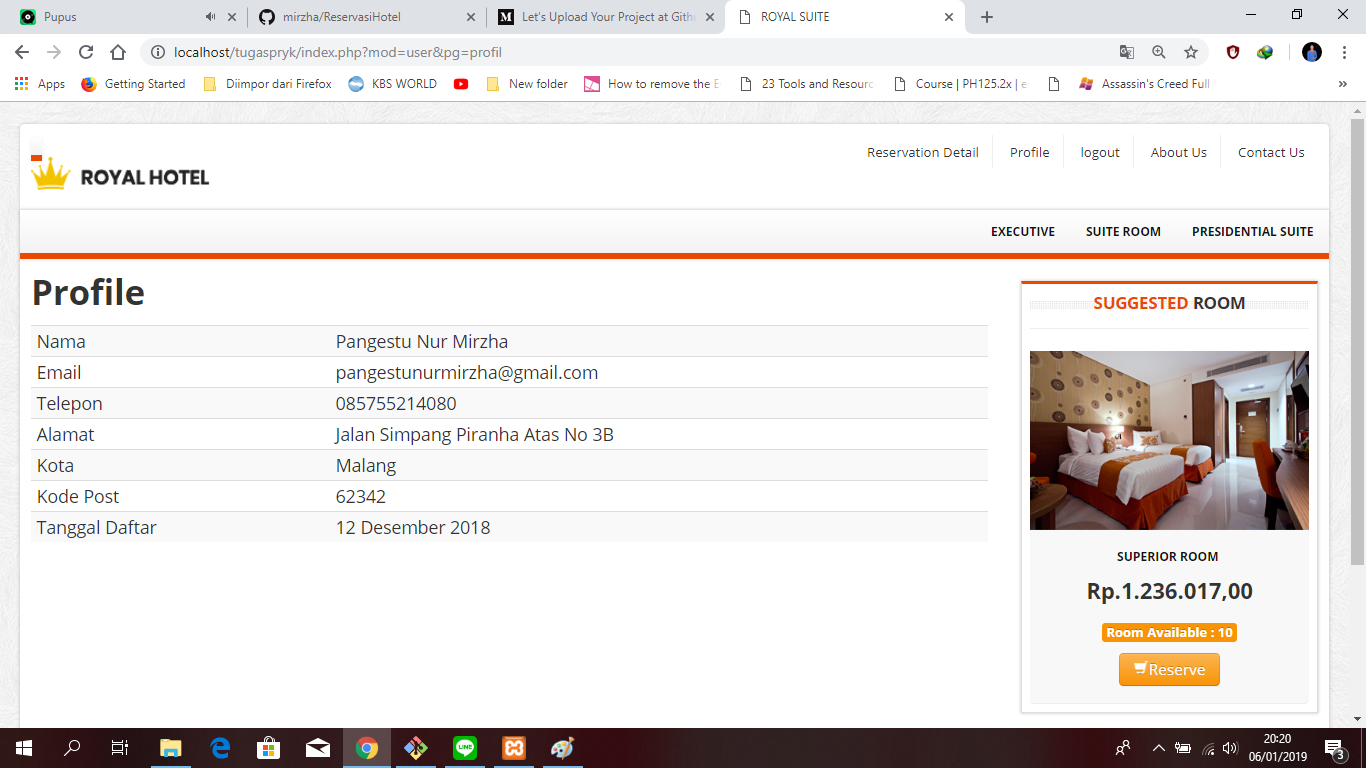 Pupus
mirzha/ReservasiHotel
Let's Upload Your Project at Gith
ROYAL SUITE
localhost/tugaspryk/index.php?mod=user&pg=profil
Apps
Getting Started
Diimpor dari Firefox
KBS WORLD
New folder
How to remove the E
23 Tools and Resourc
Course | PH125.2x | e
Assassin's Creed Full
»
ROYAL HOTEL
Reservation Detail
Profile
logout
About Us
Contact Us
EXECUTIVE
SUITE ROOM
PRESIDENTIAL SUITE
Profile
Nama Pangestu Nur Mirzha
Email pangestunurmirzha@gmail.com
Telepon 085755214080
Alamat Jalan Simpang Piranha Atas No 3B
Kota Malang
Kode Post 62342
Tanggal Daftar 12 Desember 2018
SUGGESTED ROOM
SUPERIOR ROOM
Rp.1.236.017,00
Room Available : 10
Reserve
20:20
06/01/2019
3